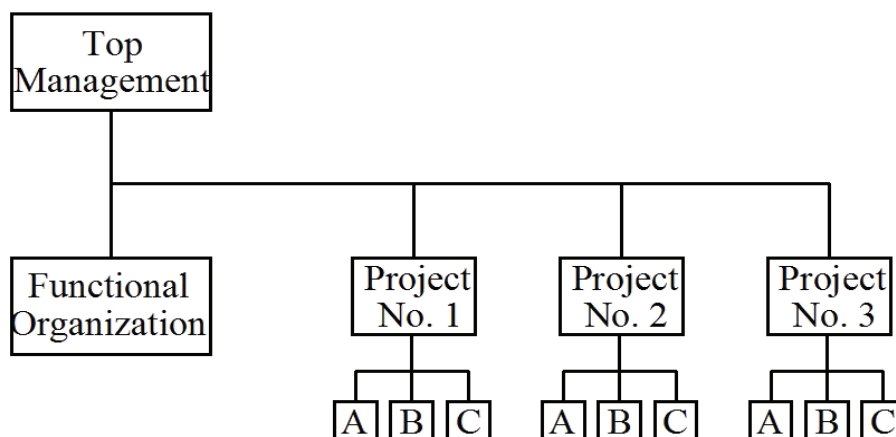 Top
Management
Functional
Organization
Project
No. 1
Project
No. 2
Project
No. 3
A B C
A B C
A B C